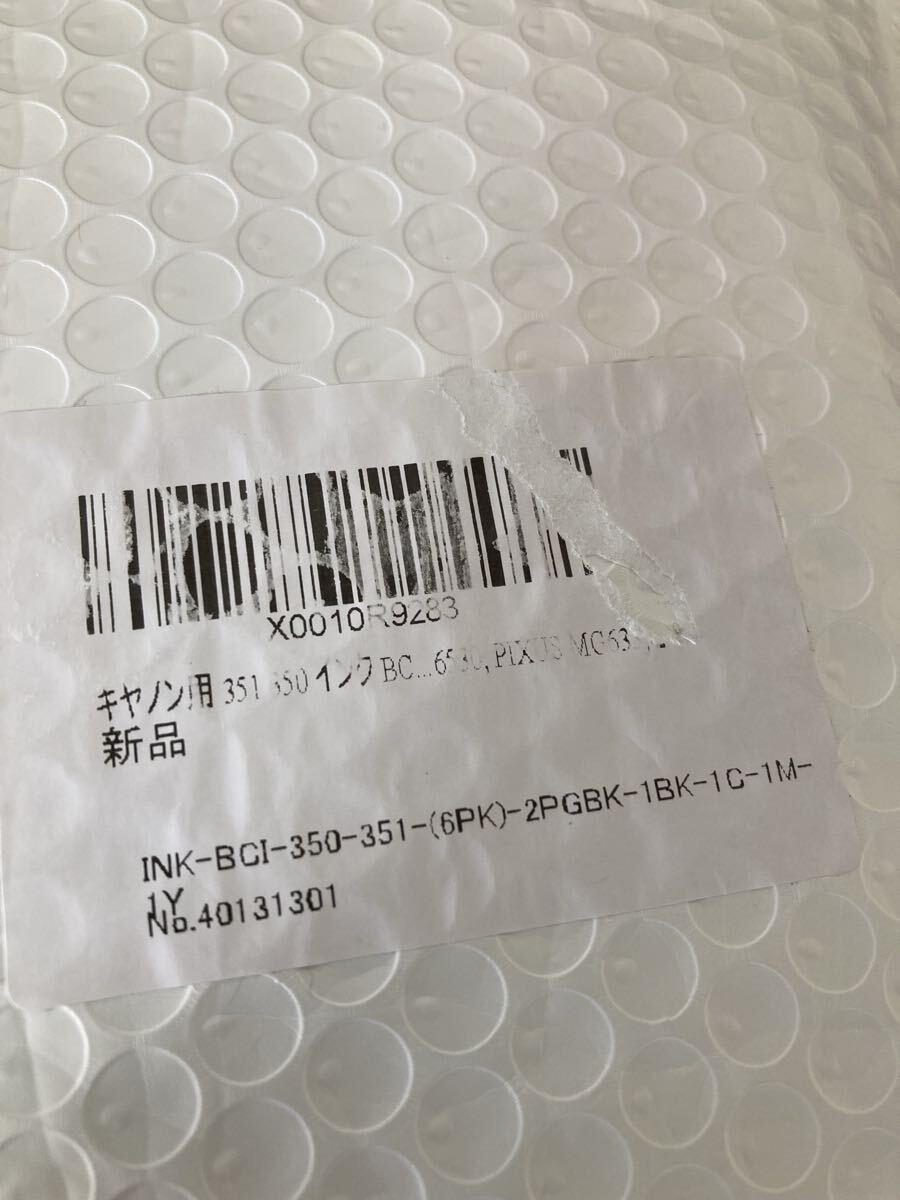 X0010R9283
キヤノン用 351 350 インク BC...6530, PIXUS MG63
新品
INK-BCI-350-351-(6PK)-2PGBK-1BK-1C-1M-
1Y
No.40131301